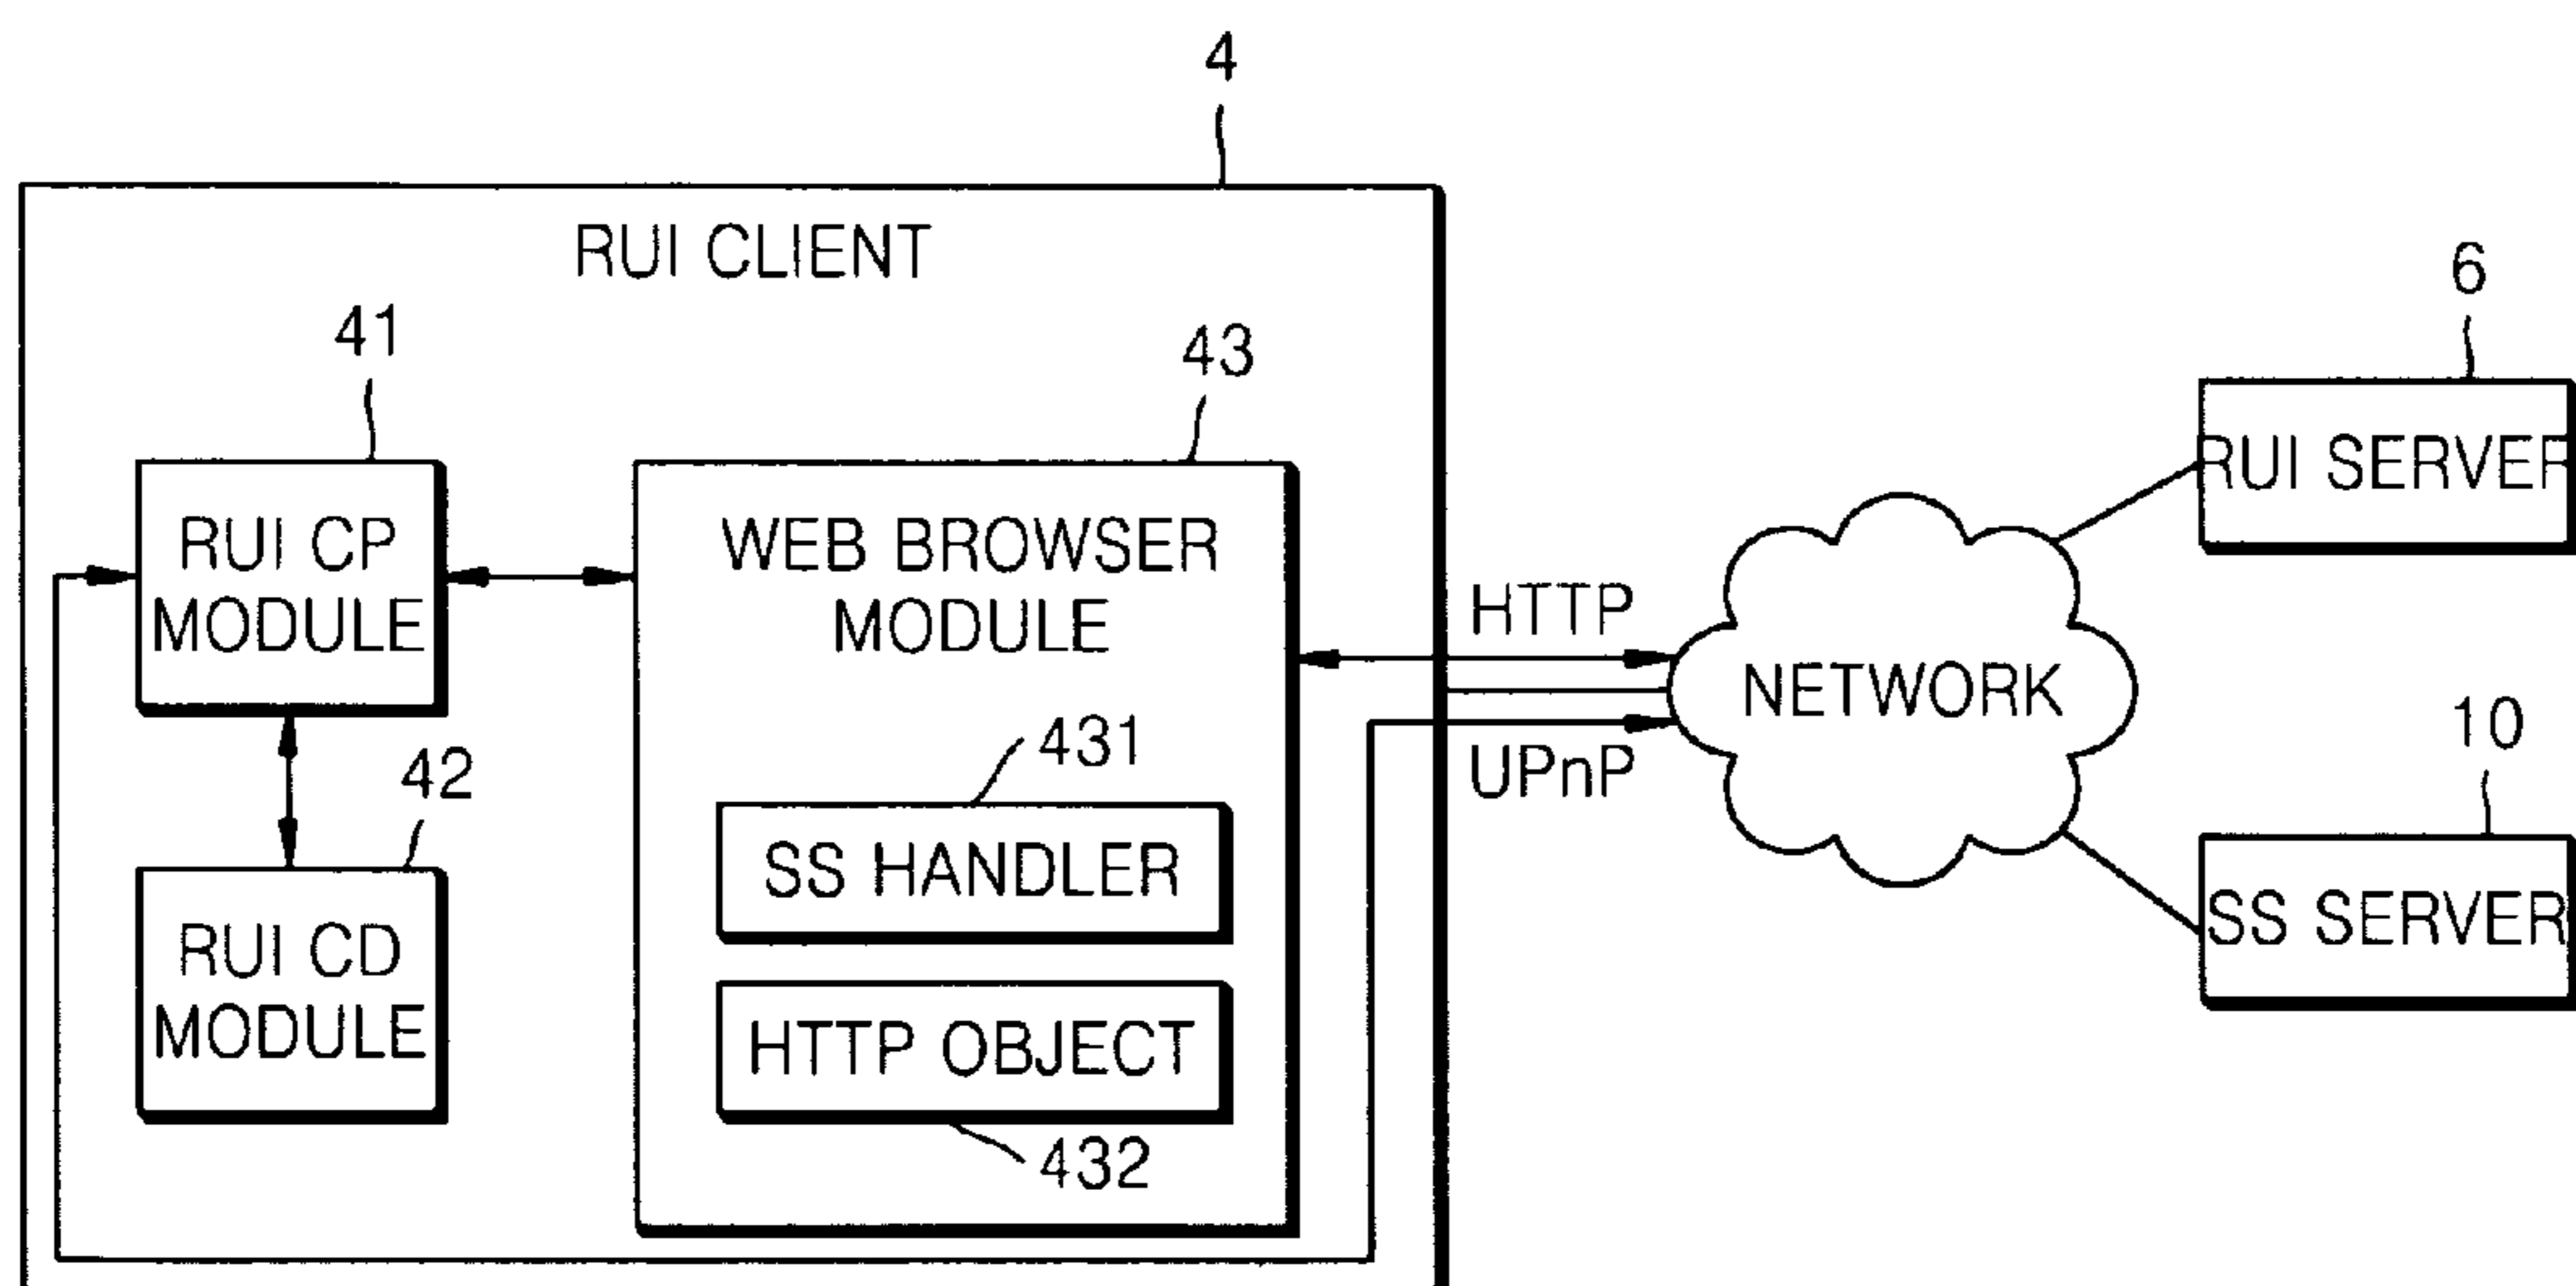 4
RUI CLIENT
41
43
6
RUI CP
MODULE
WEB BROWSER
MODULE
RUI SERVER
HTTP
NETWORK
UPnP
42
431
10
RUI CD
MODULE
SS HANDLER
SS SERVER
HTTP OBJECT
432